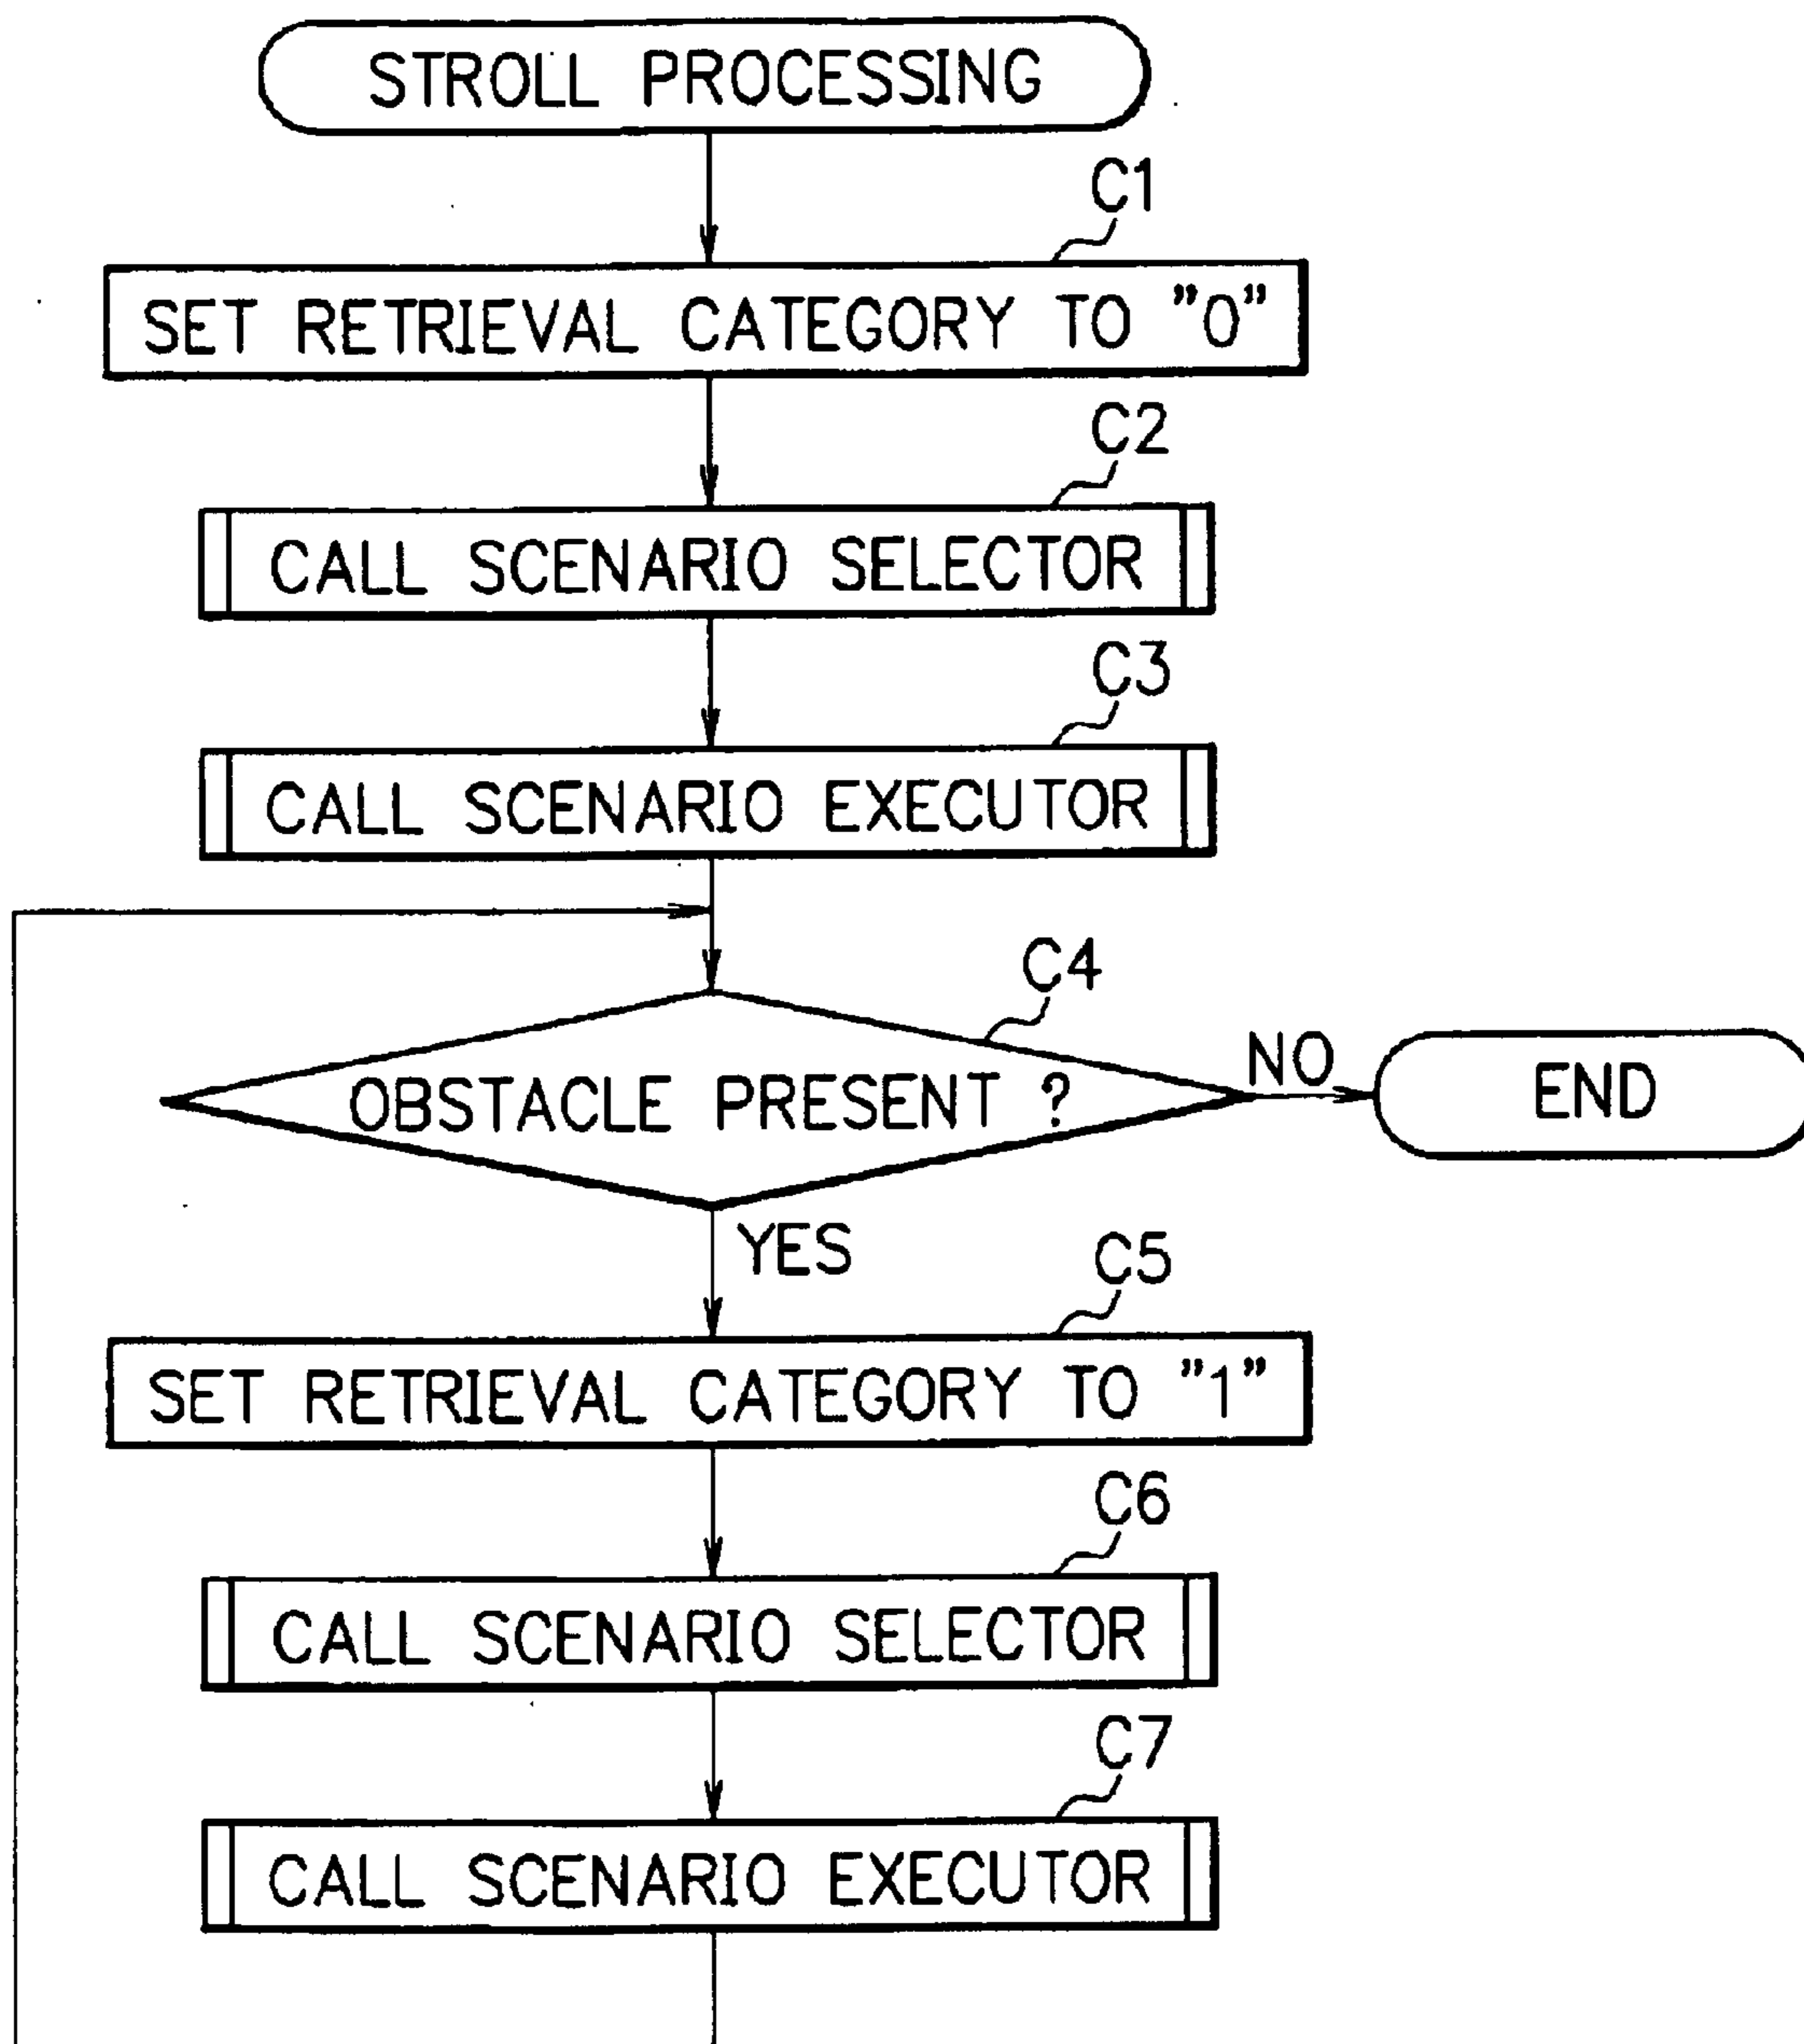 STROLL PROCESSING
C1
SET RETRIEVAL CATEGORY TO "0"
C2
CALL SCENARIO SELECTOR
C3
CALL SCENARIO EXECUTOR
C4
OBSTACLE PRESENT ?
NO
END
YES
C5
SET RETRIEVAL CATEGORY TO "1"
C6
CALL SCENARIO SELECTOR
C7
CALL SCENARIO EXECUTOR